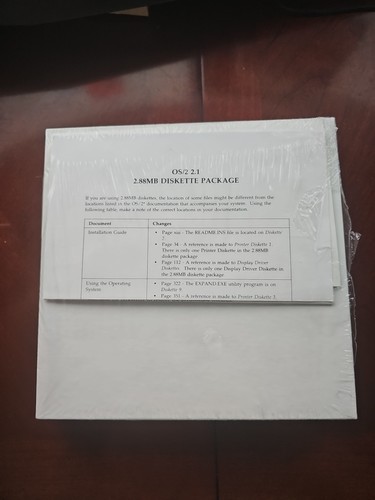 OS/2 2.1
2.88MB DISKETTE PACKAGE
If you are using 2.88MB diskettes, the location of some files might be different from the
locations listed in the OS/2® documentation that accompanies your system. Using the
following table, make a note of the correct locations in your documentation.
Document Changes
Installation Guide • Page The README.INS file is located on Diskette
• Page 54 - A reference is made to Printer Diskette 1.
There is only one Printer Diskette in the 2.88MB
diskette package
• Page 112 - A reference is made to Display Driver
Diskettes. There is only one Display Driver Diskette in
the 2.88MB diskette package
Using the Operating • Page 322 - The EXPAND.EXE utility program is on
System Diskette
• Page 351 - A reference is made to Printer Diskette 3.